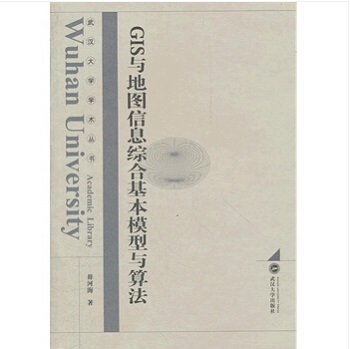 武汉大学学术丛书
Wuhan University
Academic Library
GIS与地图信息综合基本模型与算法
蔡河海 著
武汉大学出版社